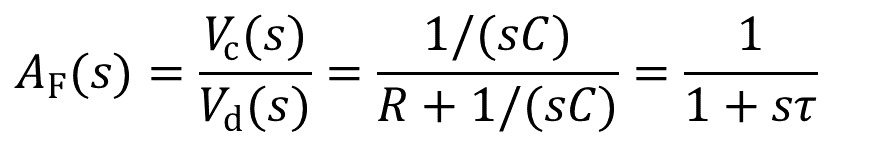 A_F(s) = V_c(s)/V_d(s) = 1/(sC) / R + 1/(sC) = 1 / 1 + sτ